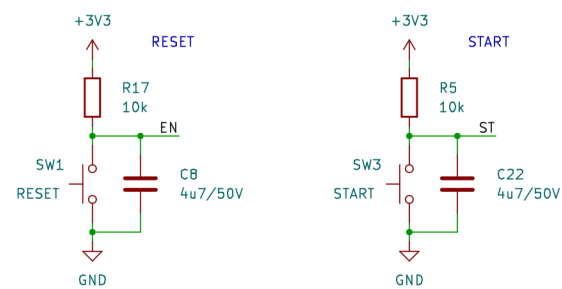 +3V3
RESET
R17
10k
EN
SW1
RESET
C8
4u7/50V
GND
+3V3
START
R5
10k
ST
SW3
START
C22
4u7/50V
GND